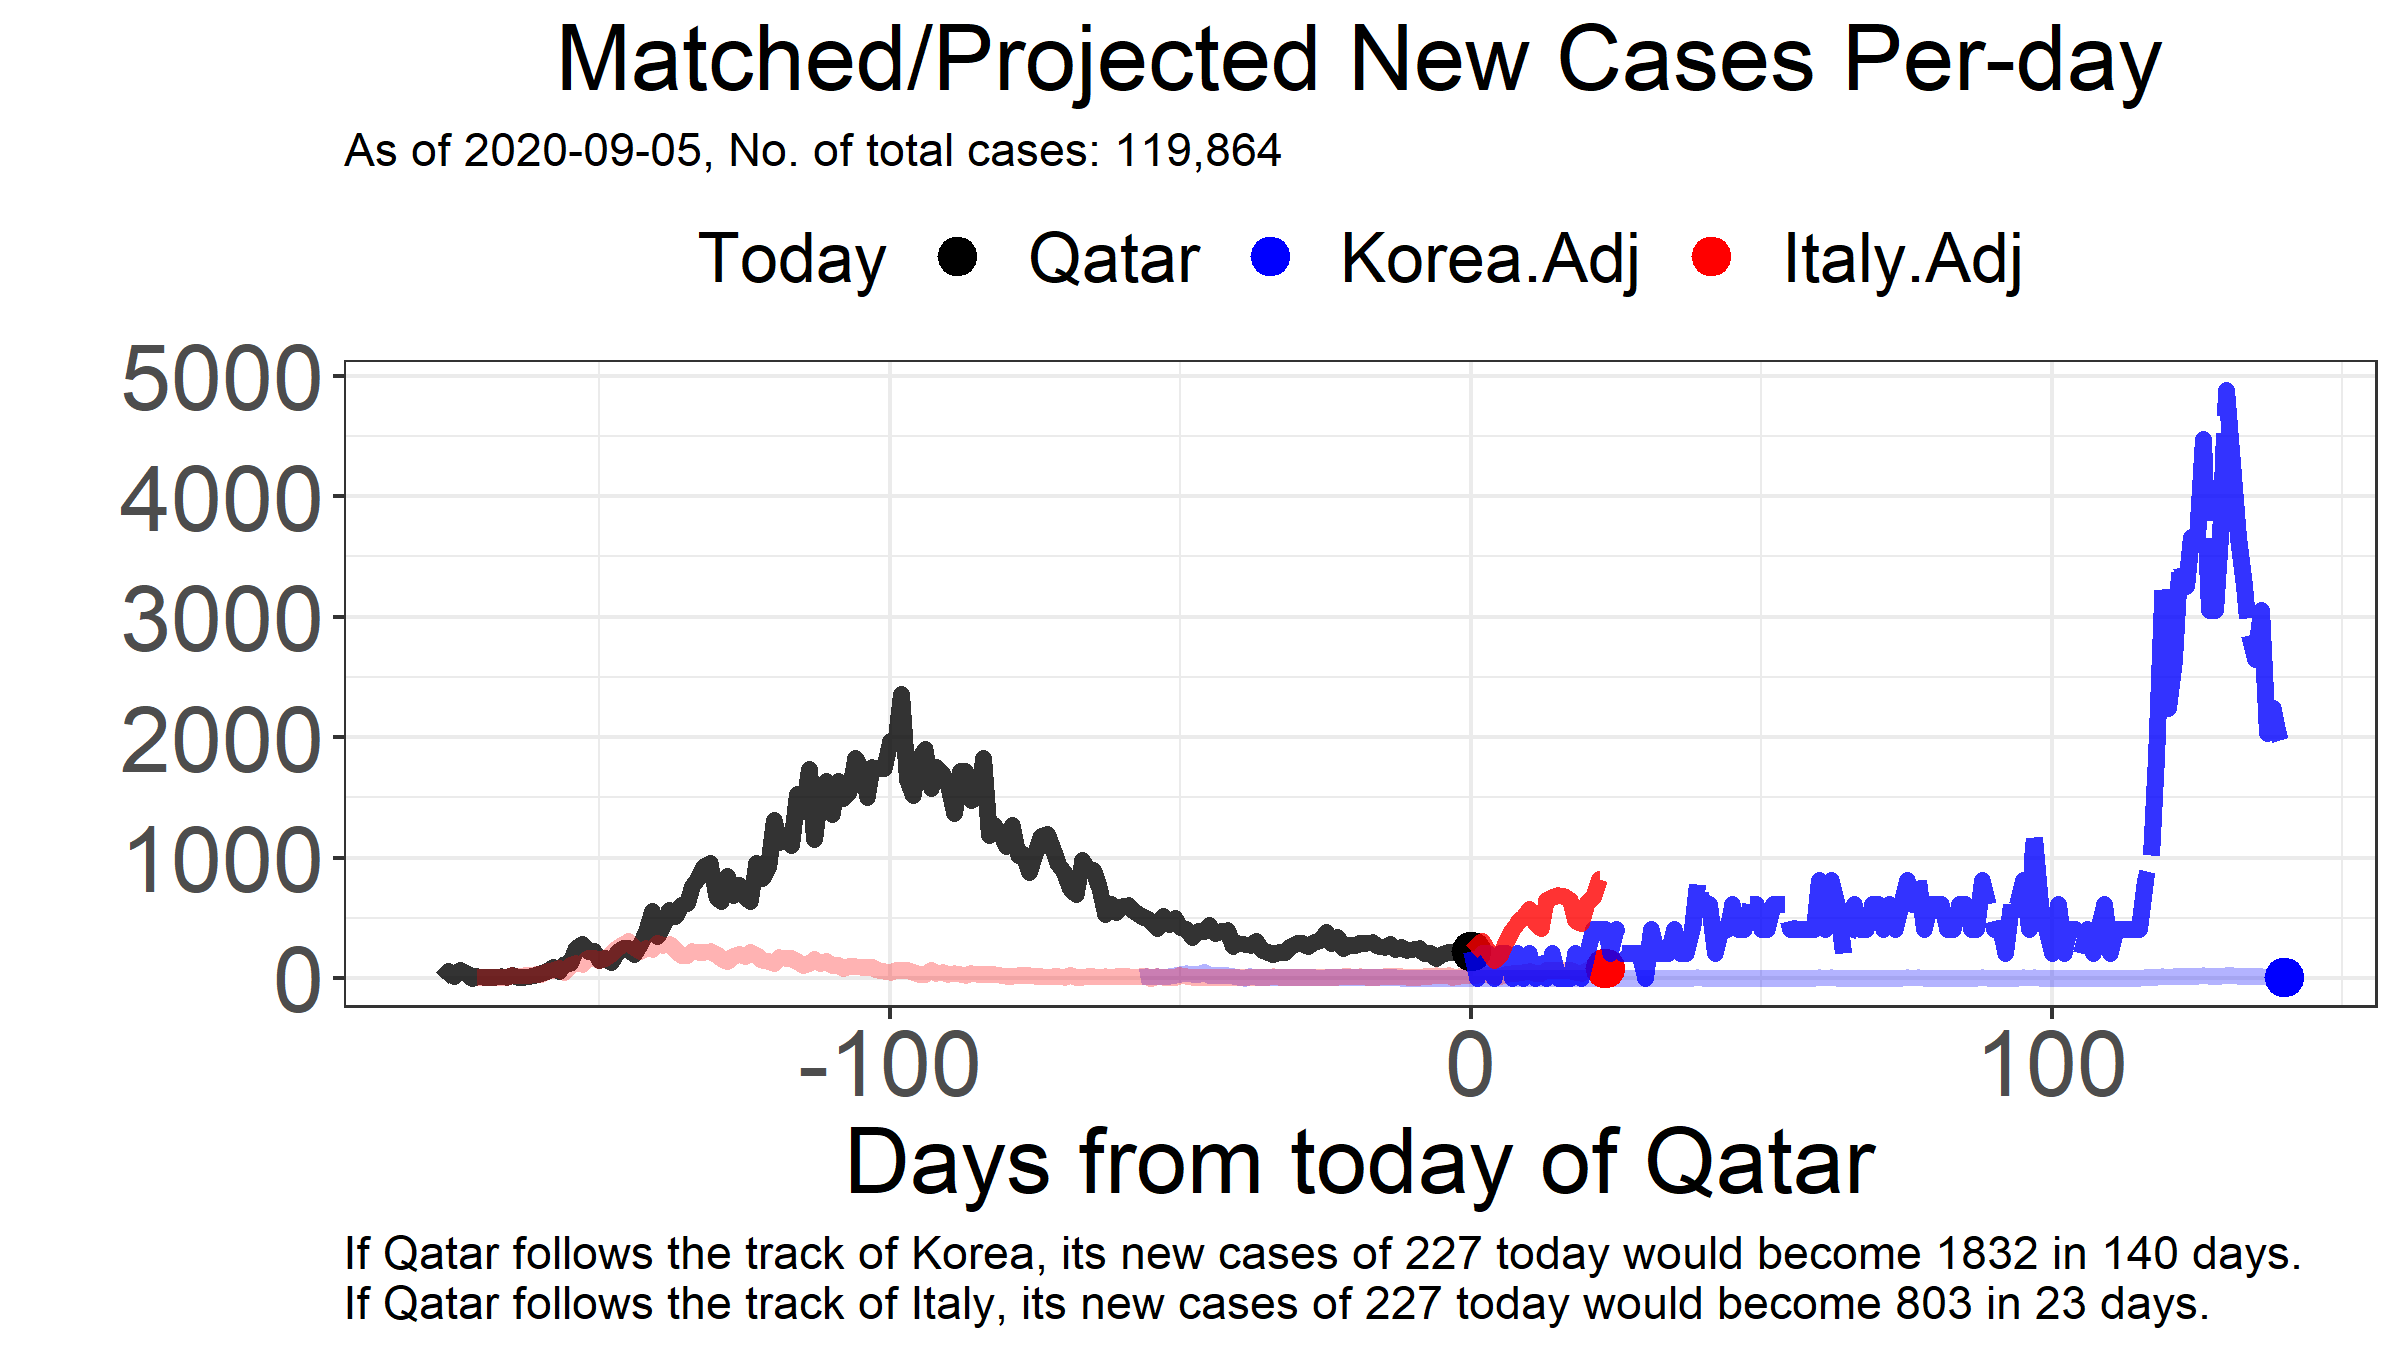 Matched/Projected New Cases Per-day
As of 2020-09-05, No. of total cases: 119,864
Today Qatar Korea.Adj Italy.Adj
5000
4000
3000
2000
1000
0
-100 0 100
Days from today of Qatar
If Qatar follows the track of Korea, its new cases of 227 today would become 1832 in 140 days.
If Qatar follows the track of Italy, its new cases of 227 today would become 803 in 23 days.